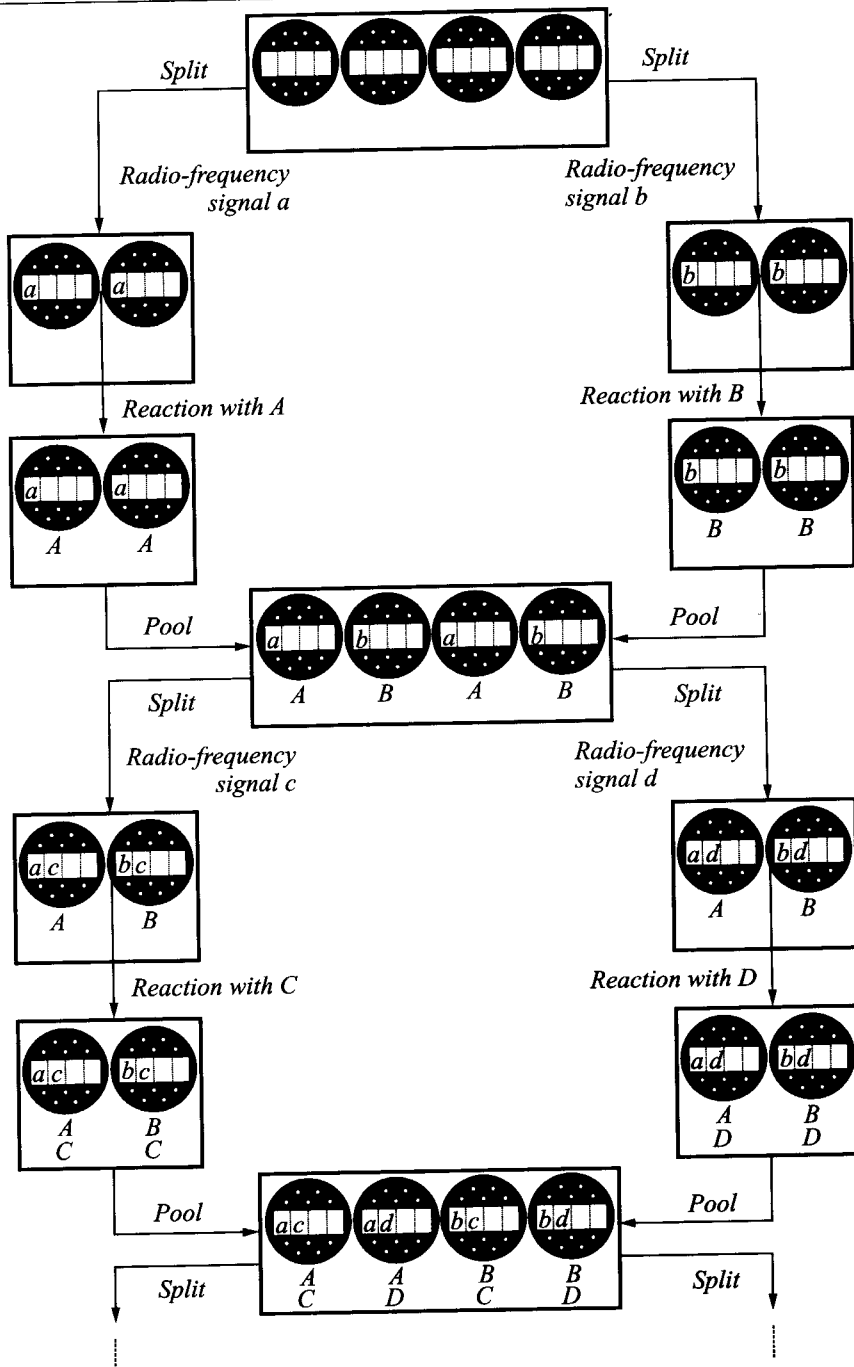 Split
Split
Radio-frequency
signal a
Radio-frequency
signal b
a
a
b
b
Reaction with A
Reaction with B
a
a
A
A
b
b
B
B
Pool
Pool
a
b
a
b
A
B
A
B
Split
Split
Radio-frequency
signal c
Radio-frequency
signal d
a c
b c
A
B
a d
b d
A
B
Reaction with C
Reaction with D
a c
b c
A
B
C
C
a d
b d
A
B
D
D
Pool
Pool
a c
a d
b c
b d
A
A
B
B
C
D
C
D
Split
Split